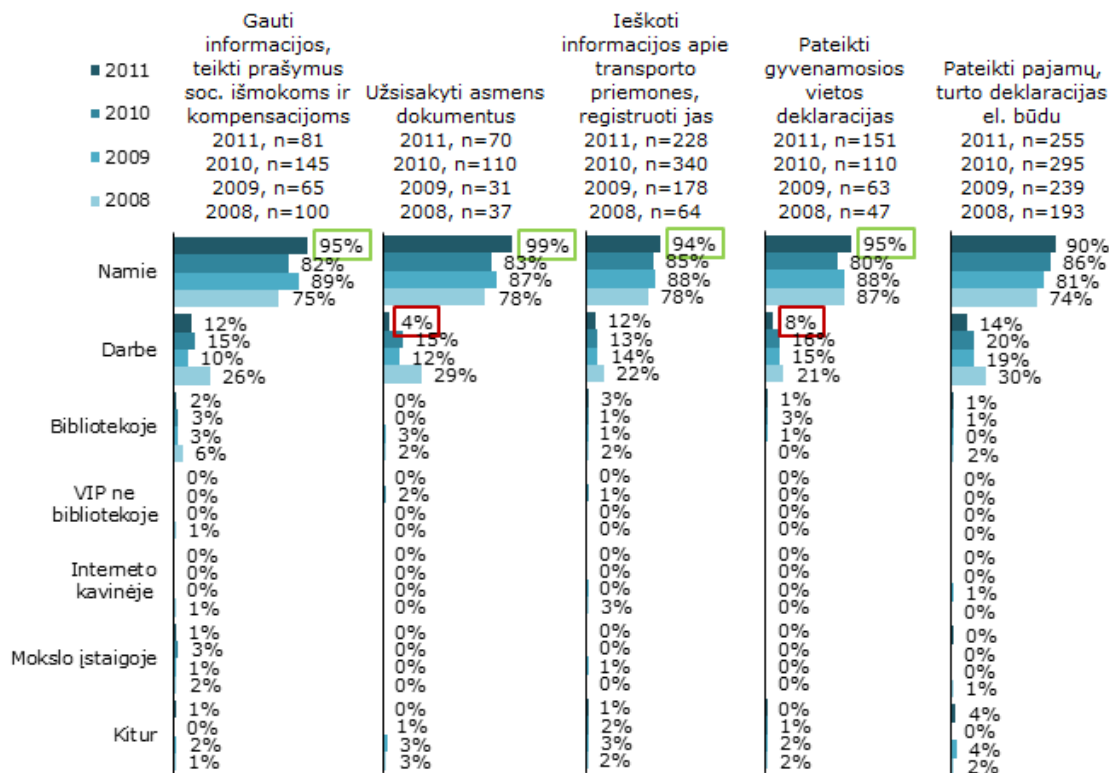 2011
2010
2009
2008
Gauti
informacijos,
teikti prašymus
soc. išmokoms ir
kompensacijoms
2011, n=81
2010, n=145
2009, n=65
2008, n=100
Užsisakyti asmens
dokumentus
2011, n=70
2010, n=110
2009, n=31
2008, n=37
Ieškoti
informacijos apie
transporto
priemones,
registruoti jas
2011, n=228
2010, n=340
2009, n=178
2008, n=64
Pateikti
gyvenamosios
vietos
deklaracijas
2011, n=151
2010, n=110
2009, n=63
2008, n=47
Pateikti pajamų,
turto deklaracijas
el. būdu
2011, n=255
2010, n=295
2009, n=239
2008, n=193
Namie
95% 99% 94% 95% 90%
82% 83% 85% 80% 86%
89% 87% 88% 88% 81%
75% 78% 78% 87% 74%
Darbe
12% 4% 12% 8% 14%
15% 15% 13% 16% 20%
10% 12% 14% 15% 19%
26% 29% 22% 21% 30%
Bibliotekoje
2% 0% 3% 1% 1%
3% 0% 1% 3% 1%
3% 3% 1% 1% 0%
6% 2% 2% 0% 2%
VIP ne
bibliotekoje
0% 0% 0% 0% 0%
0% 2% 1% 0% 0%
0% 0% 0% 0% 0%
1% 0% 0% 0% 0%
Interneto
kavinėje
0% 0% 0% 0% 0%
0% 0% 0% 0% 0%
0% 0% 0% 0% 1%
1% 0% 3% 0% 0%
Mokslo įstaigoje
1% 0% 0% 0% 0%
3% 0% 0% 0% 0%
1% 0% 1% 0% 0%
2% 0% 0% 0% 1%
Kitur
1% 0% 1% 0% 4%
0% 1% 2% 1% 0%
2% 3% 3% 2% 4%
1% 3% 2% 2% 2%